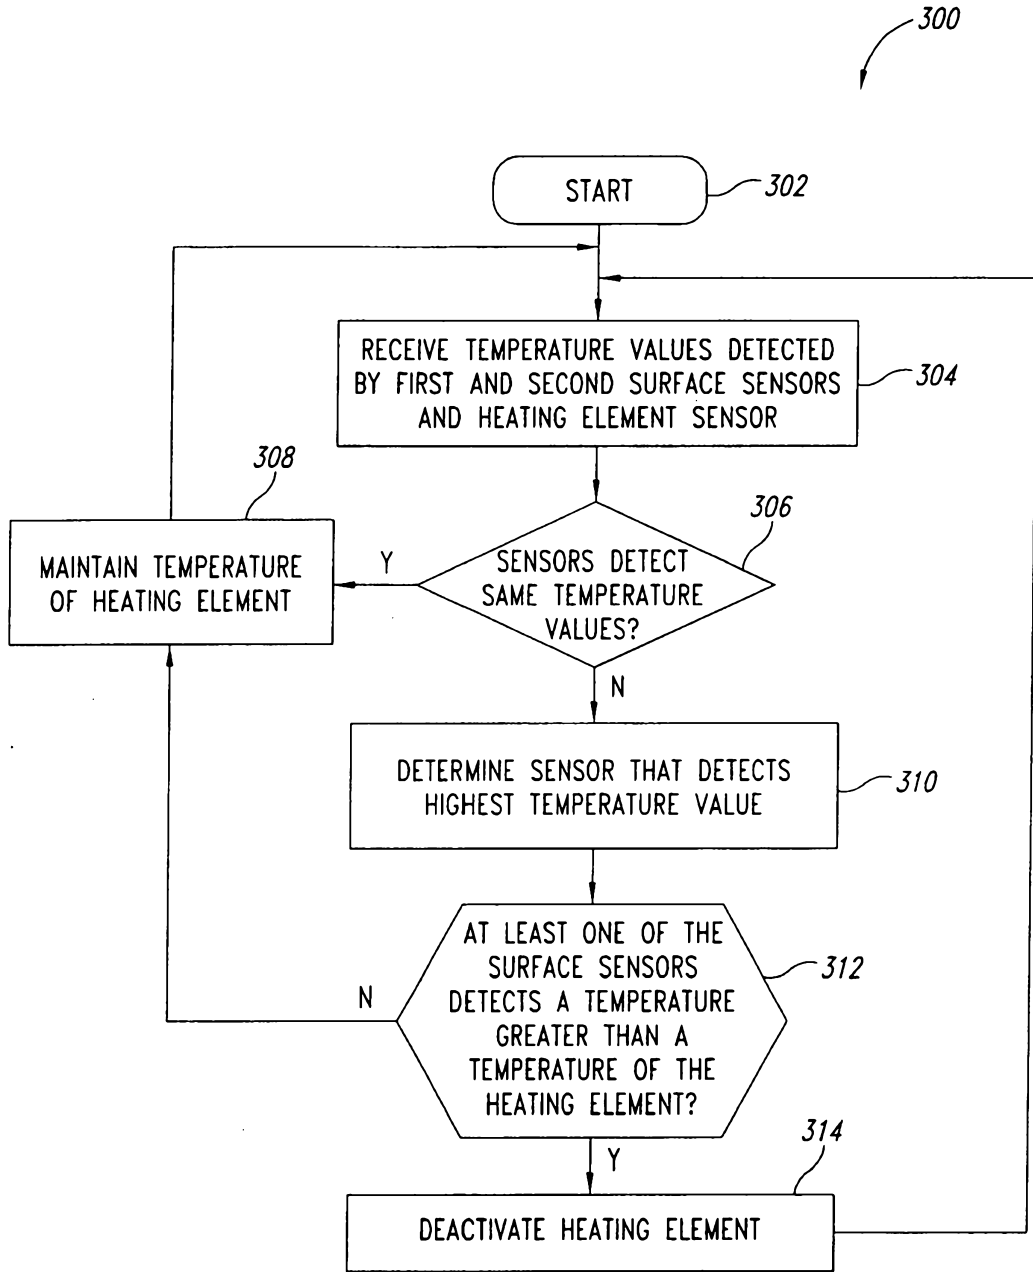 300
START
302
RECEIVE TEMPERATURE VALUES DETECTED
BY FIRST AND SECOND SURFACE SENSORS
AND HEATING ELEMENT SENSOR
304
308
MAINTAIN TEMPERATURE
OF HEATING ELEMENT
Y
306
SENSORS DETECT
SAME TEMPERATURE
VALUES?
N
DETERMINE SENSOR THAT DETECTS
HIGHEST TEMPERATURE VALUE
310
N
AT LEAST ONE OF THE
SURFACE SENSORS
DETECTS A TEMPERATURE
GREATER THAN A
TEMPERATURE OF THE
HEATING ELEMENT?
312
Y
314
DEACTIVATE HEATING ELEMENT